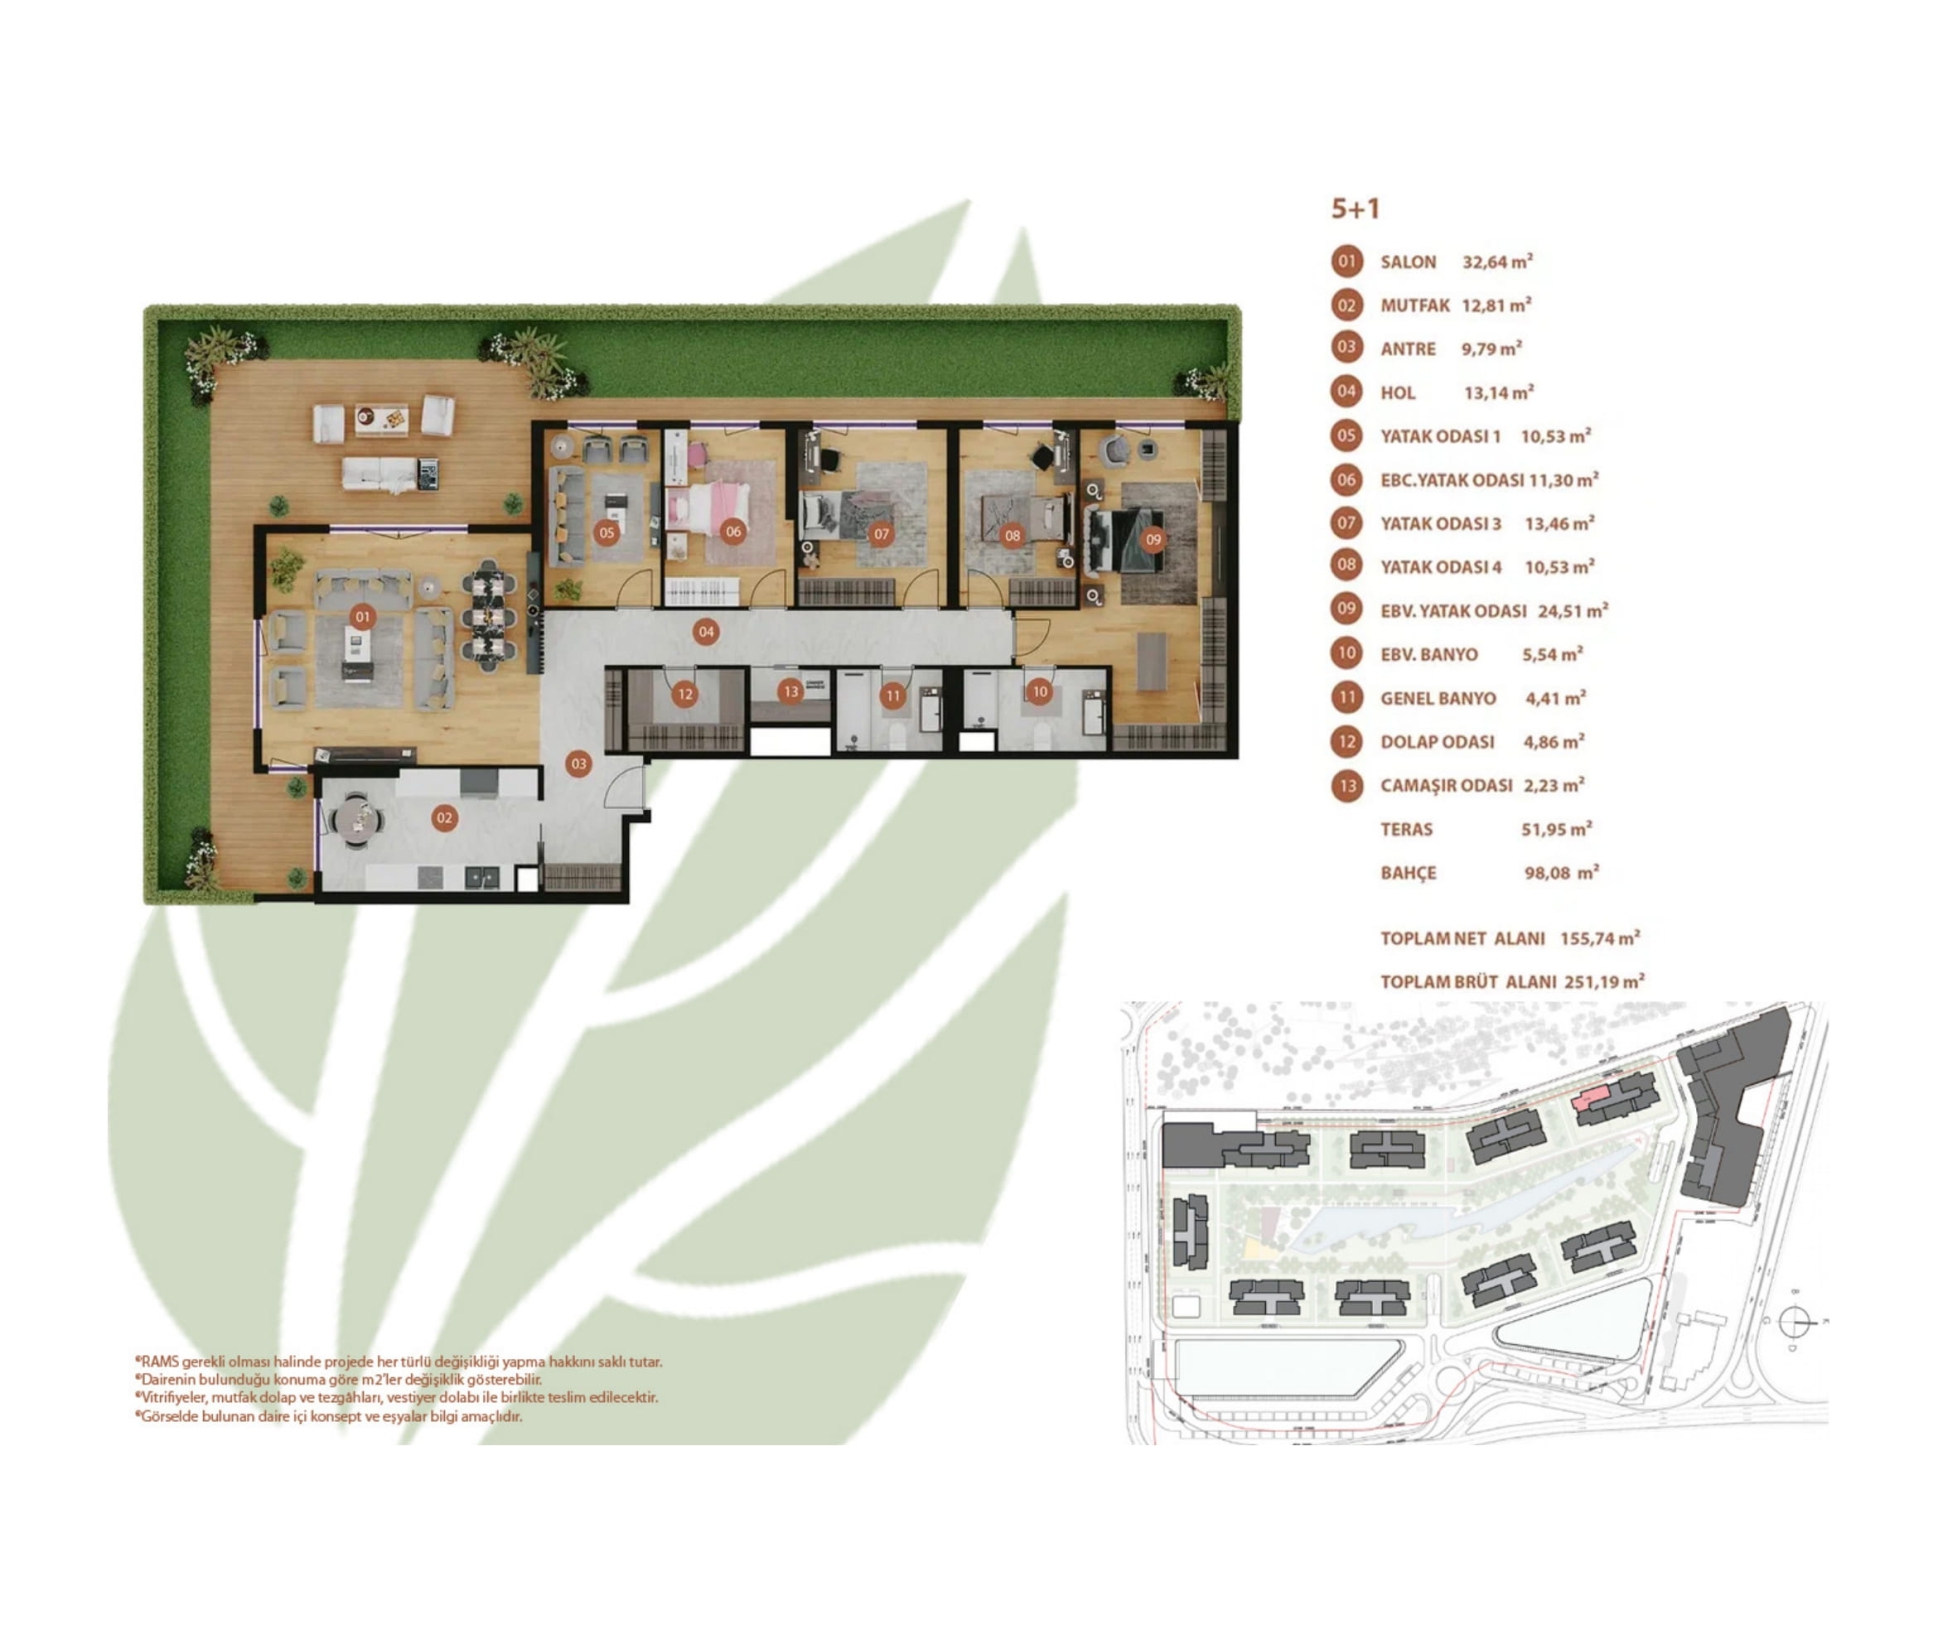 5+1
01 SALON 32,64 m²
02 MUTFAK 12,81 m²
03 ANTRE 9,79 m²
04 HOL 13,14 m²
05 YATAK ODASI 1 10,53 m²
06 EBC.YATAK ODASI 11,30 m²
07 YATAK ODASI 3 13,46 m²
08 YATAK ODASI 4 10,53 m²
09 EBV. YATAK ODASI 24,51 m²
10 EBV. BANYO 5,54 m²
11 GENEL BANYO 4,41 m²
12 DOLAP ODASI 4,86 m²
13 CAMAŞIR ODASI 2,23 m²
TERAS 51,95 m²
BAHÇE 98,08 m²
TOPLAM NET ALANI 155,74 m²
TOPLAM BRÜT ALANI 251,19 m²
05
06
07
08
09
01
04
12
13
11
10
03
02
*RAMS gerekli olması halinde projede her türlü değişikliği yapma hakkını saklı tutar.
*Dairenin bulunduğu konuma göre m2'ler değişiklik gösterebilir.
*Vitrifiyeler, mutfak dolap ve tezgâhları, vestiyer dolabı ile birlikte teslim edilecektir.
*Görselde bulunan daire içi konsept ve eşyalar bilgi amaçlıdır.